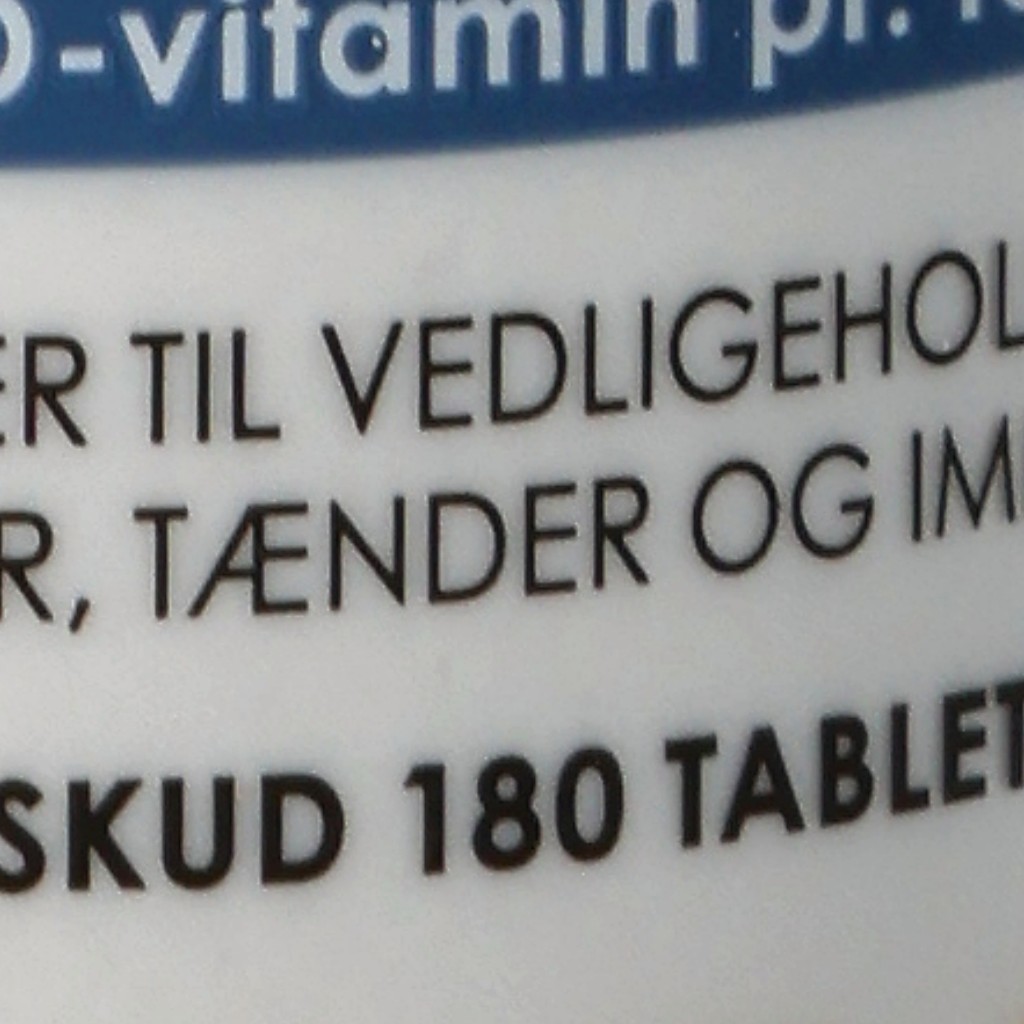 D-vitamin pr.
ER TIL VEDLIGEHOL
R, TÆNDER OG IM
SKUD 180 TABLET